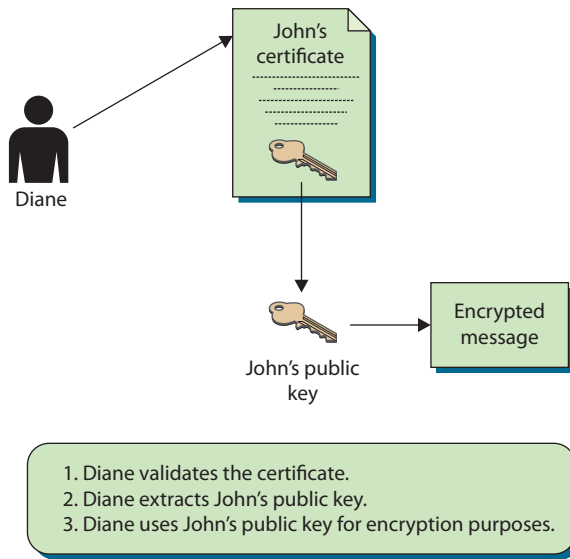 John's
certificate
Diane
John's public
key
Encrypted
message
1. Diane validates the certificate.
2. Diane extracts John's public key.
3. Diane uses John's public key for encryption purposes.